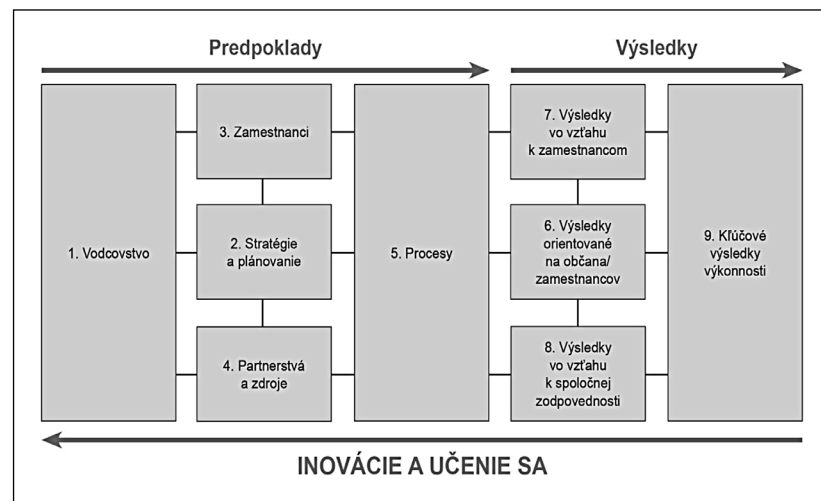 Predpoklady
Výsledky
1. Vodcovstvo
3. Zamestnanci
2. Stratégie
a plánovanie
4. Partnerstvá
a zdroje
5. Procesy
7. Výsledky
vo vzťahu
k zamestnancom
6. Výsledky
orientované
na občana/
zamestnancov
8. Výsledky
vo vzťahu
k spoločnej
zodpovednosti
9. Kľúčové
výsledky
výkonnosti
INOVÁCIE A UČENIE SA